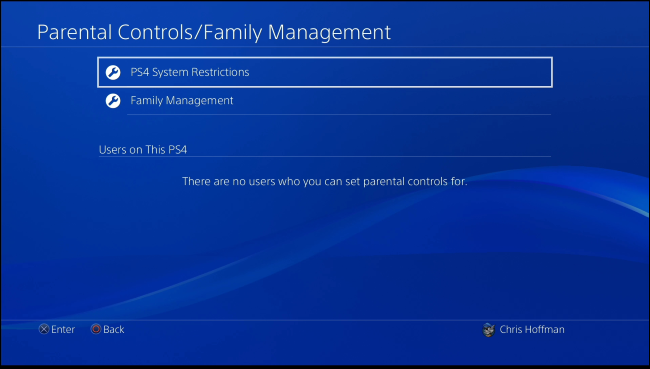 Parental Controls/Family Management
PS4 System Restrictions
Family Management
Users on This PS4
There are no users who you can set parental controls for.
Enter Back Chris Hoffman